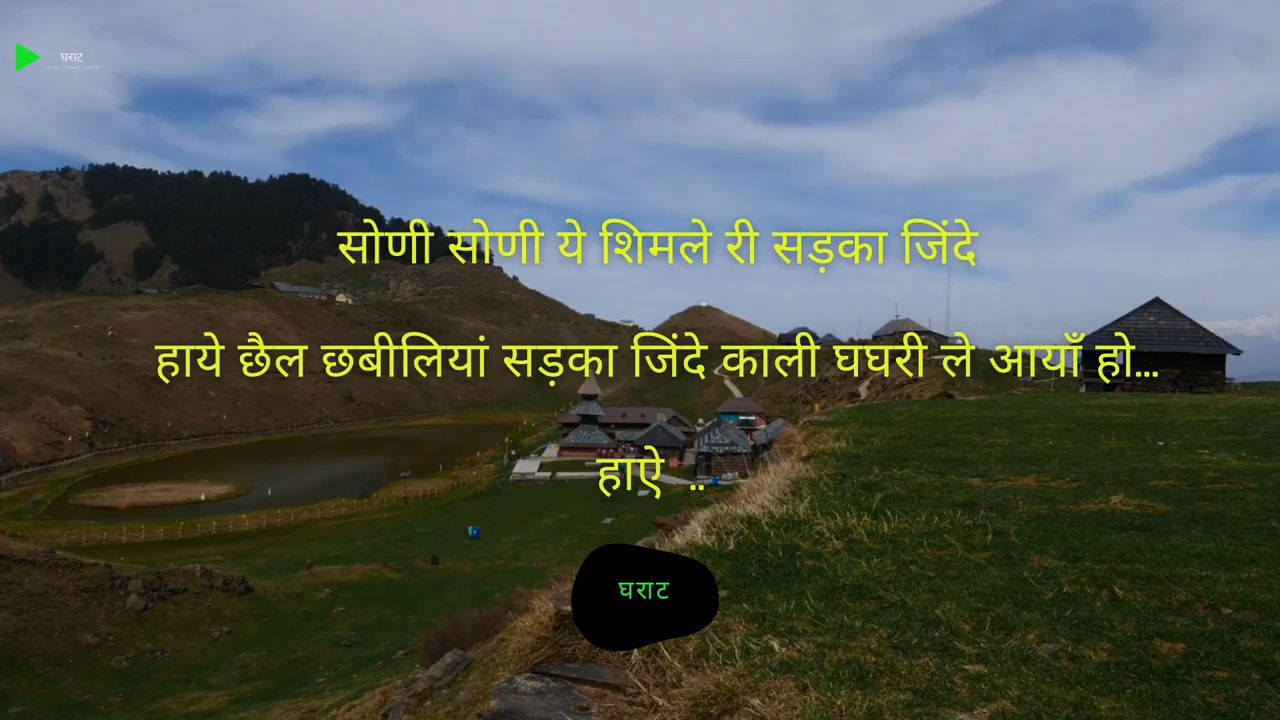 घराट
सोणी सोणी ये शिमले री सड़का जिंदे
हाये छैल छबीलियां सड़का जिंदे काली घघरी ले आयाँ हो...
हाऐ ..
घराट